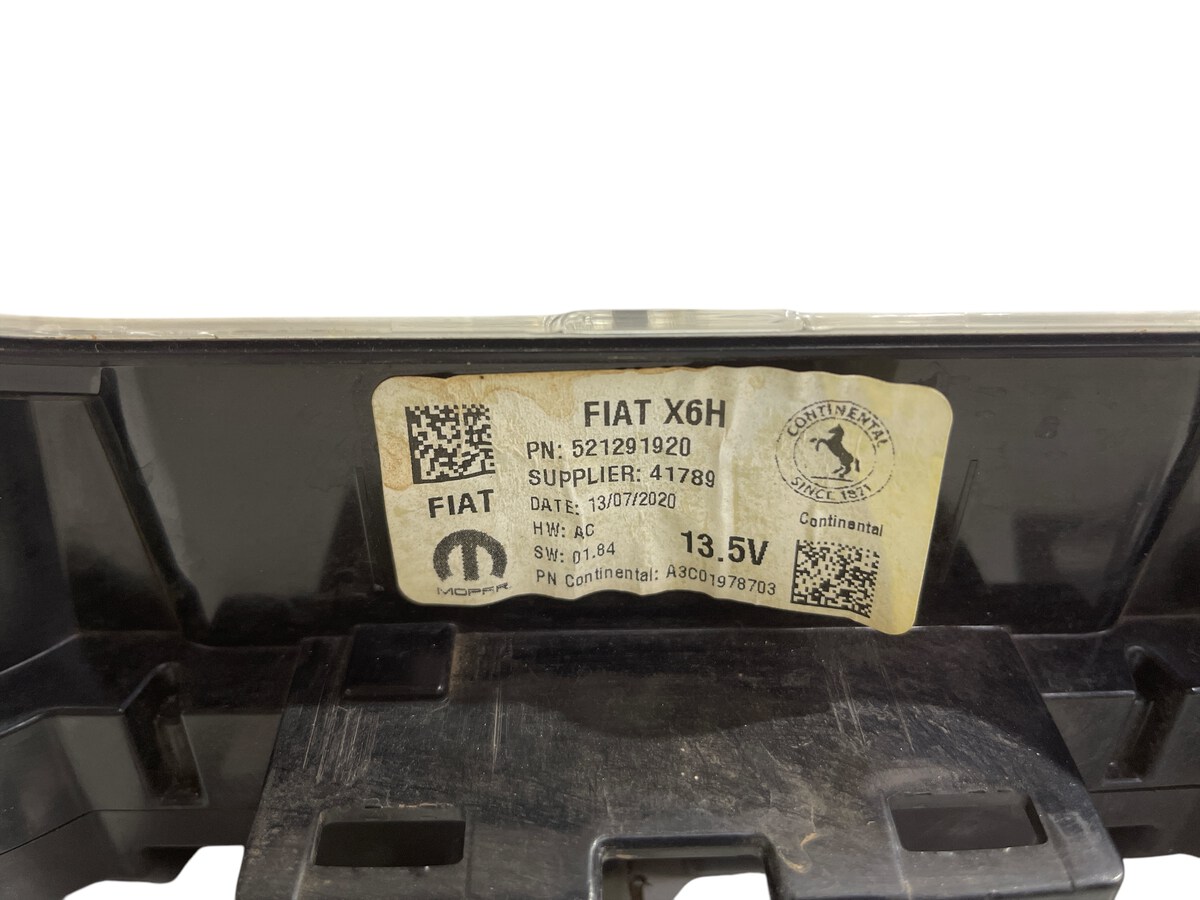 FIAT X6H
PN: 521291920
SUPPLIER: 41789
DATE: 13/07/2020
HW: AC
SW: 01.84
13.5V
PN Continental: A3C01978703
FIAT
MOPAR
CONTINENTAL
SINCE 1871
Continental